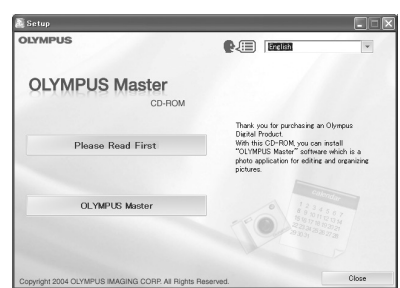 Setup
OLYMPUS
English
OLYMPUS Master
CD-ROM
Please Read First
OLYMPUS Master
Thank you for purchasing an Olympus
Digital Product.
With this CD-ROM, you can install
"OLYMPUS Master" software which is a
photo application for editing and organizing
pictures.
Copyright 2004 OLYMPUS IMAGING CORP. All Rights Reserved.
Close